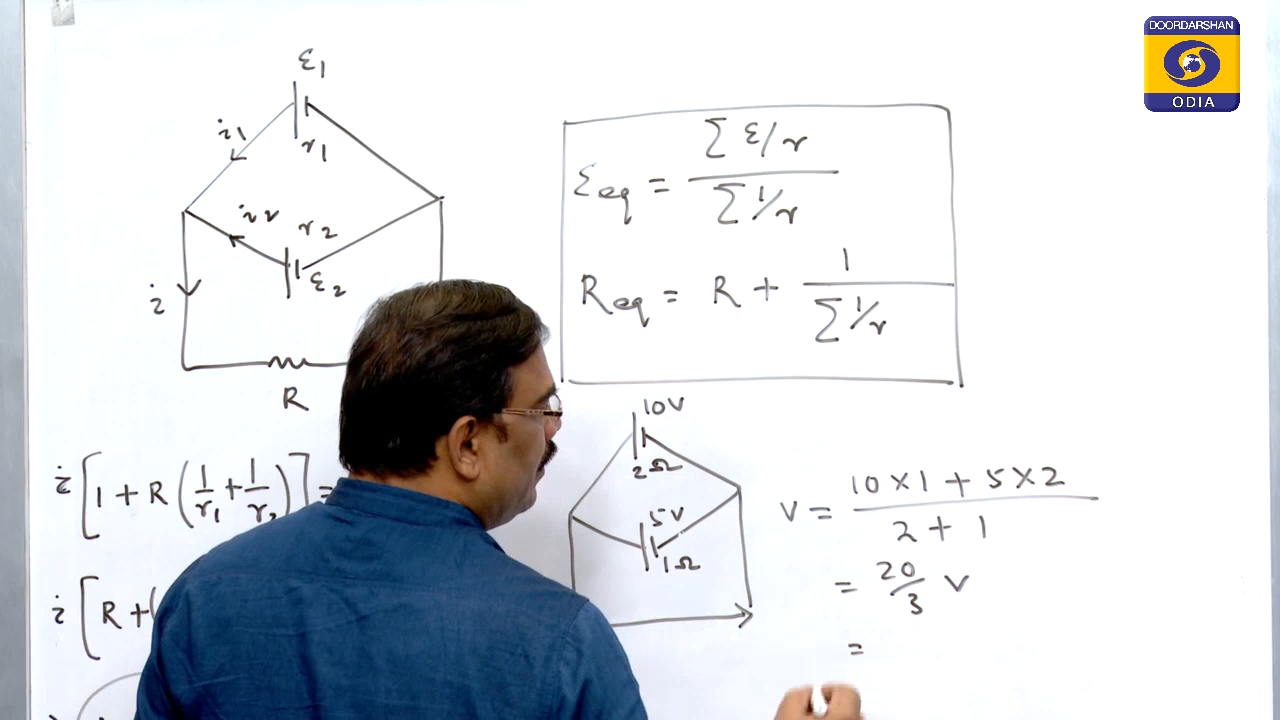 DOORDARSHAN
ODIA
ε1
i1
r1
i2
r2
ε2
i
R
εeq = Σ ε/r / Σ 1/r
Req = R + 1 / Σ 1/r
i [ 1 + R ( 1/r1 + 1/r2 ) ] =
i [ R + (
10V
2Ω
5V
1Ω
V = 10 × 1 + 5 × 2 / 2 + 1
= 20/3 V
=